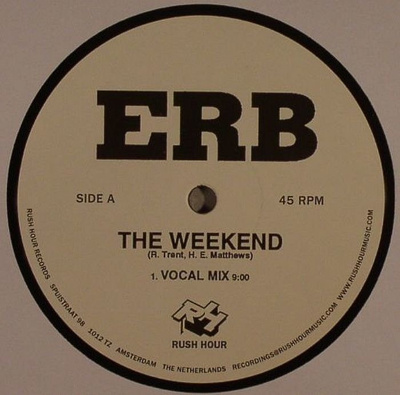 ERB
SIDE A
45 RPM
THE WEEKEND
(R. Trent, H. E. Matthews)
1. VOCAL MIX 9:00
RH
RUSH HOUR
RUSH HOUR RECORDS SPUISTRAAT 98 1012 TZ AMSTERDAM THE NETHERLANDS RECORDINGS@RUSHHOURMUSIC.COM WWW.RUSHHOURMUSIC.COM